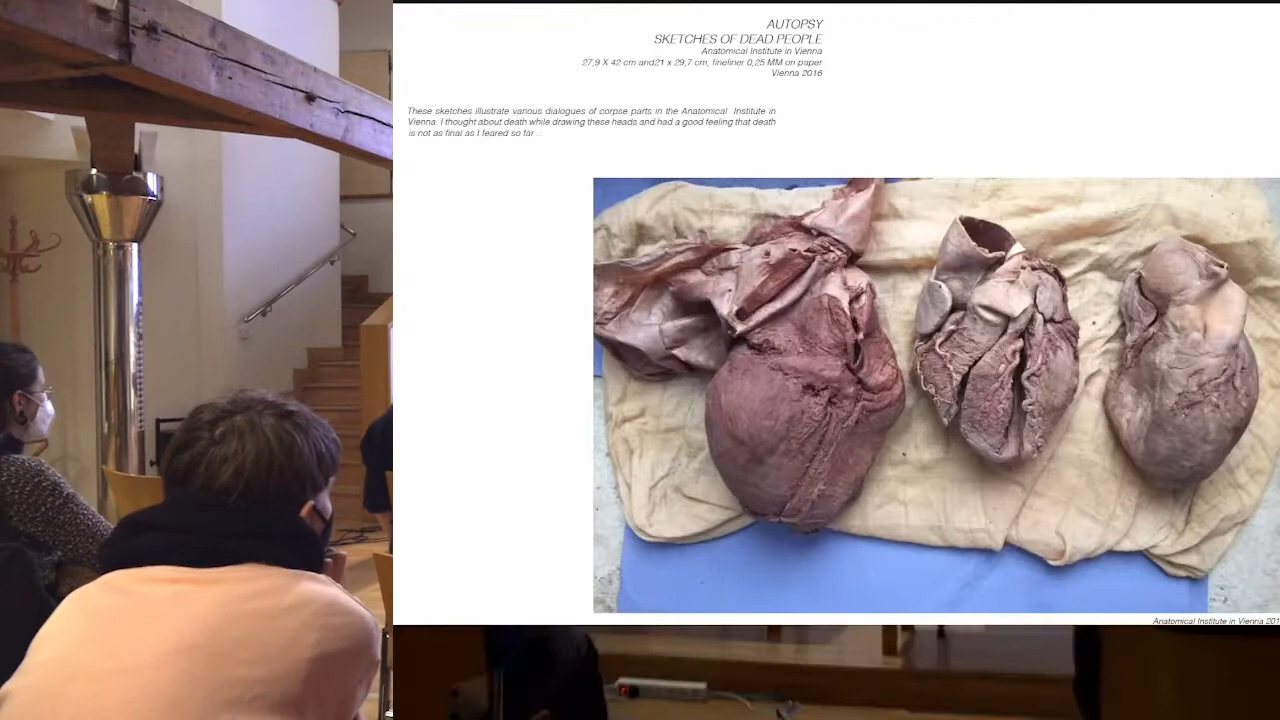 AUTOPSY
SKETCHES OF DEAD PEOPLE
Anatomical Institute in Vienna
27,9 X 42 cm and21 x 29,7 cm, fineliner 0,25 MM on paper
Vienna 2016
These sketches illustrate various dialogues of corpse parts in the Anatomical Institute in
Vienna. I thought about death while drawing these heads and had a good feeling that death
is not as final as I feared so far ...
Anatomical Institute in Vienna 201